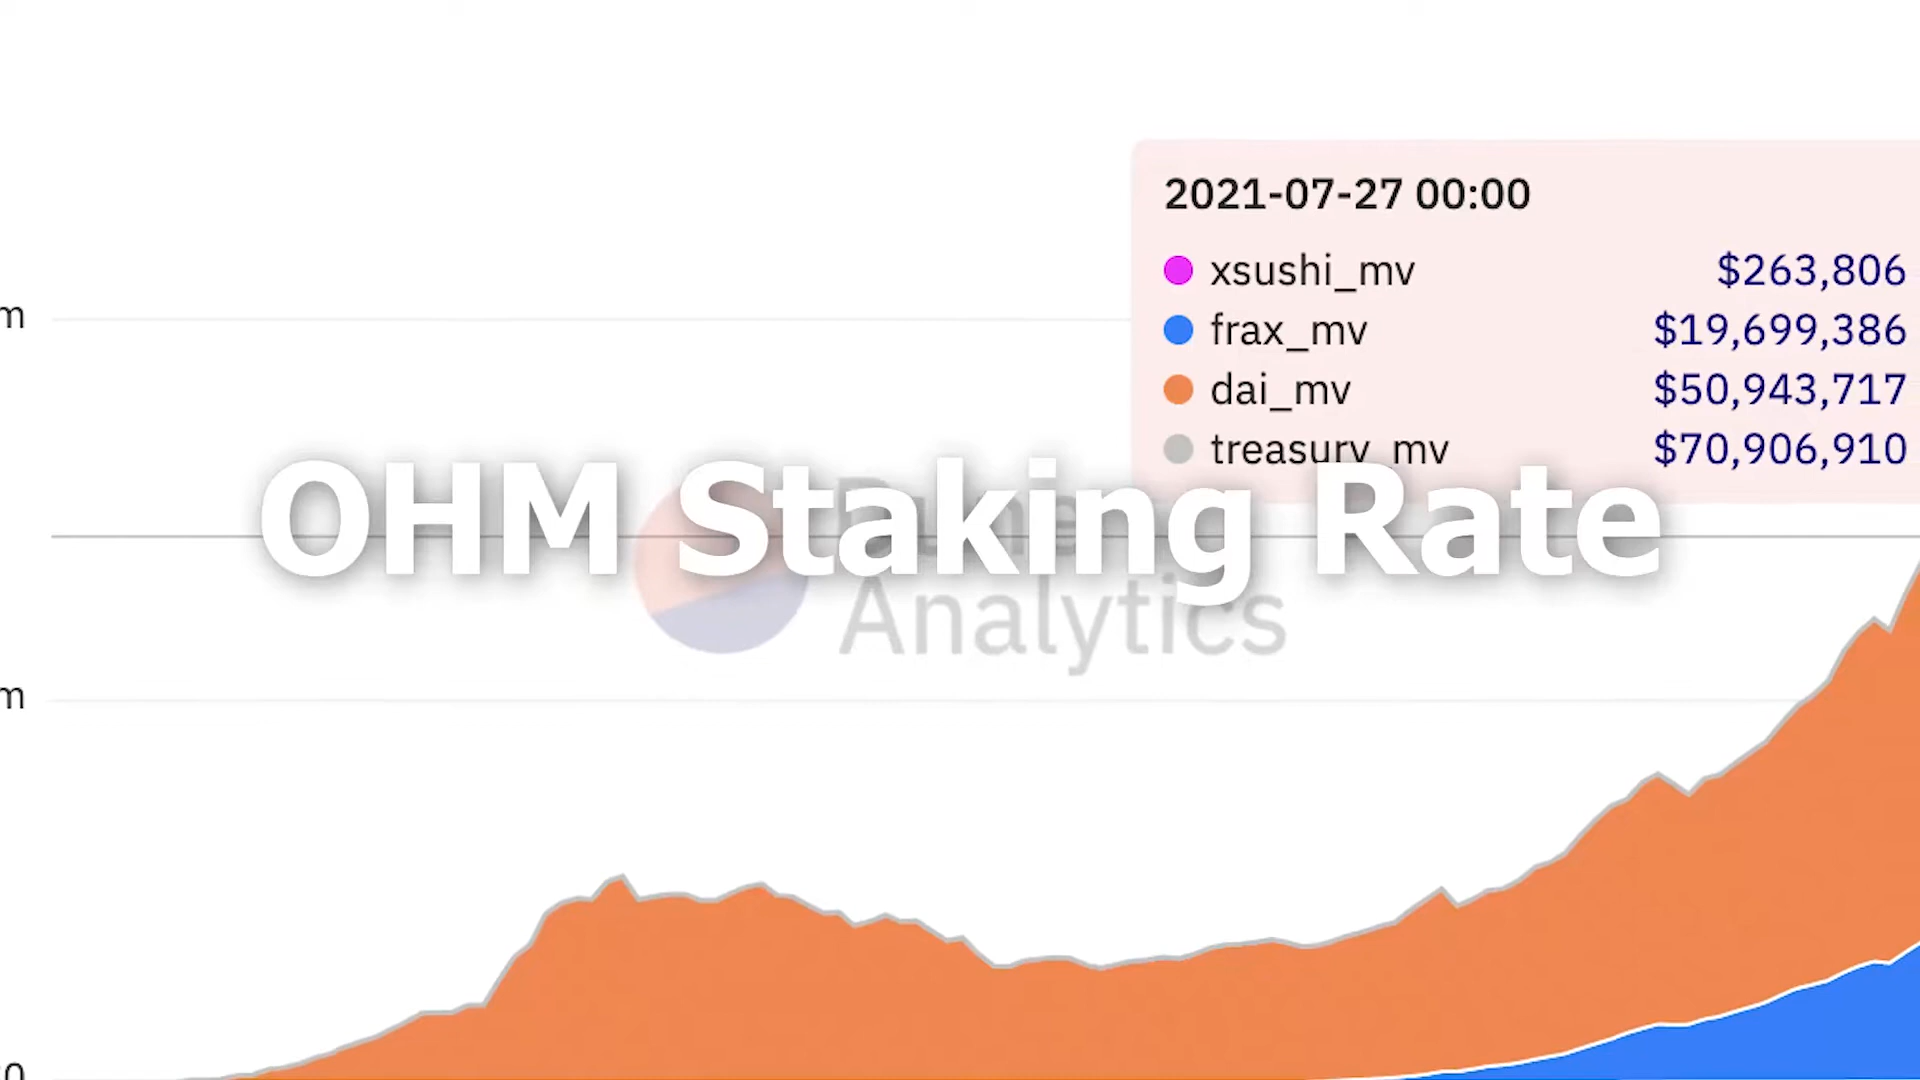 2021-07-27 00:00
m
xsushi_mv $263,806
frax_mv $19,699,386
dai_mv $50,943,717
treasury_mv $70,906,910
OHM Staking Rate
Dune
Analytics
m
0